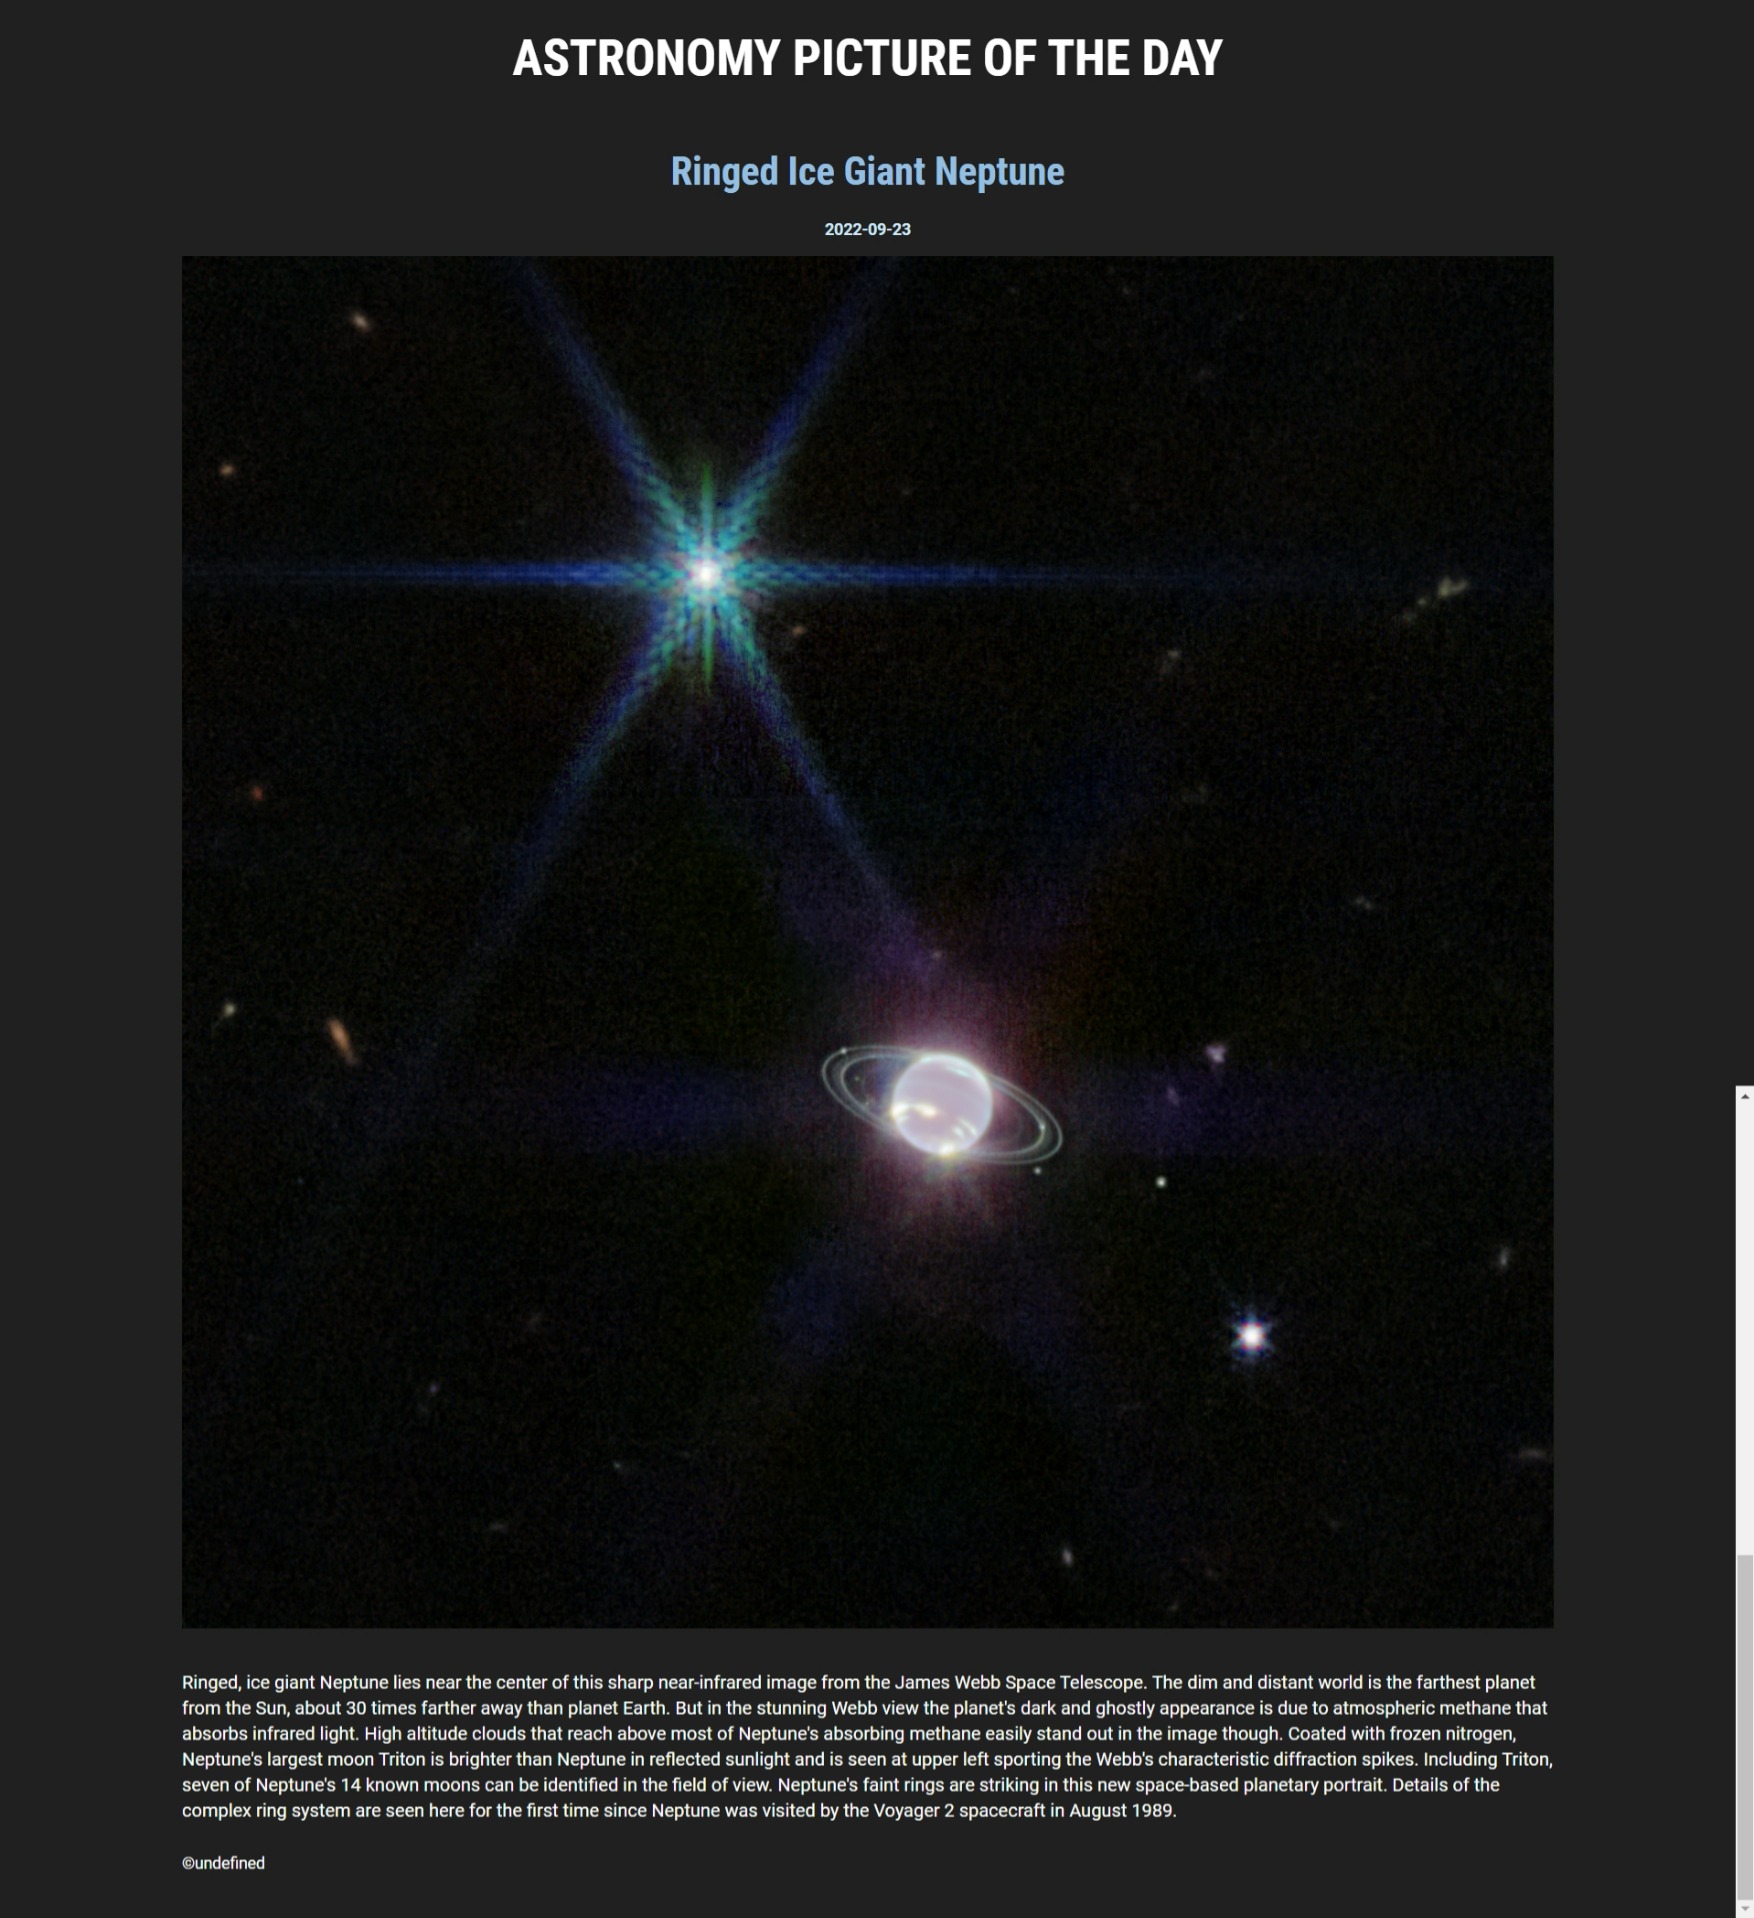 ASTRONOMY PICTURE OF THE DAY
Ringed Ice Giant Neptune
2022-09-23
Ringed, ice giant Neptune lies near the center of this sharp near-infrared image from the James Webb Space Telescope. The dim and distant world is the farthest planet
from the Sun, about 30 times farther away than planet Earth. But in the stunning Webb view the planet's dark and ghostly appearance is due to atmospheric methane that
absorbs infrared light. High altitude clouds that reach above most of Neptune's absorbing methane easily stand out in the image though. Coated with frozen nitrogen,
Neptune's largest moon Triton is brighter than Neptune in reflected sunlight and is seen at upper left sporting the Webb's characteristic diffraction spikes. Including Triton,
seven of Neptune's 14 known moons can be identified in the field of view. Neptune's faint rings are striking in this new space-based planetary portrait. Details of the
complex ring system are seen here for the first time since Neptune was visited by the Voyager 2 spacecraft in August 1989.
©undefined